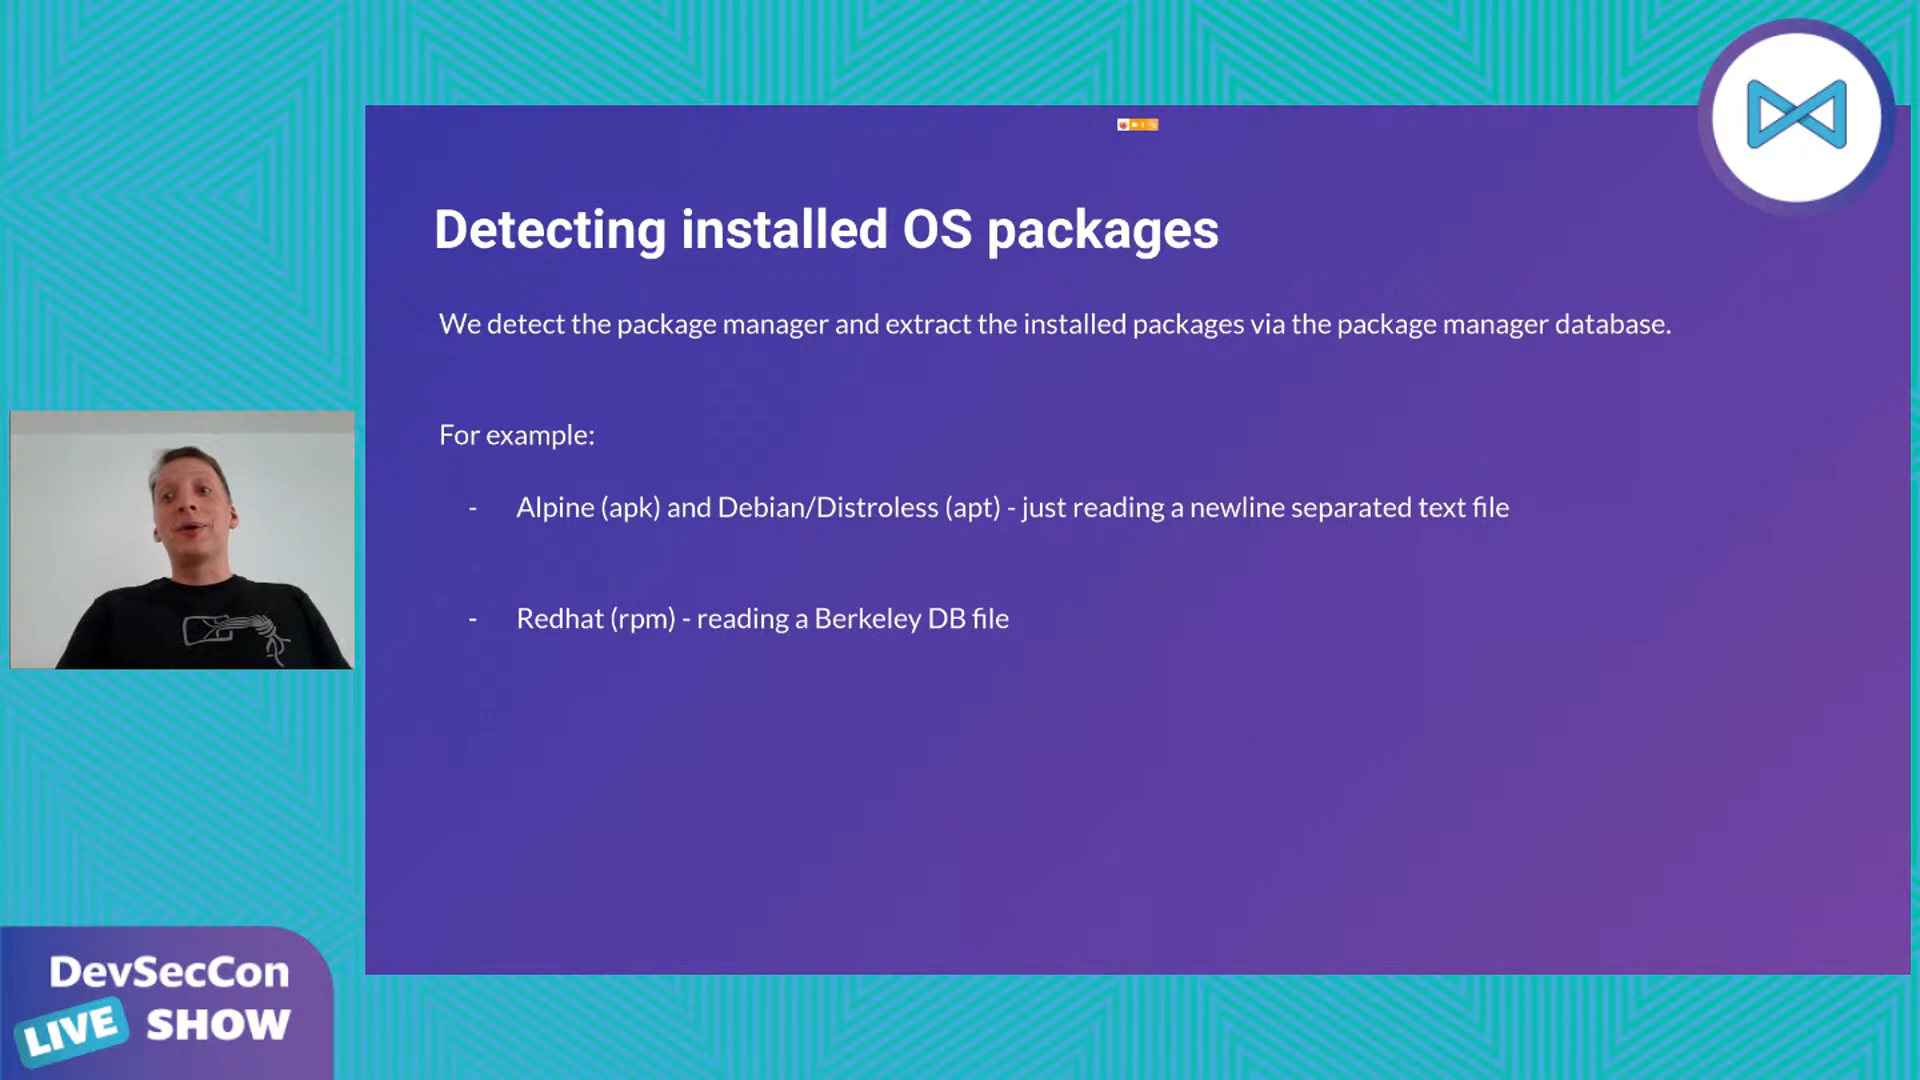 Detecting installed OS packages
We detect the package manager and extract the installed packages via the package manager database.
For example:
- Alpine (apk) and Debian/Distroless (apt) - just reading a newline separated text file
- Redhat (rpm) - reading a Berkeley DB file
DevSecCon
LIVE SHOW